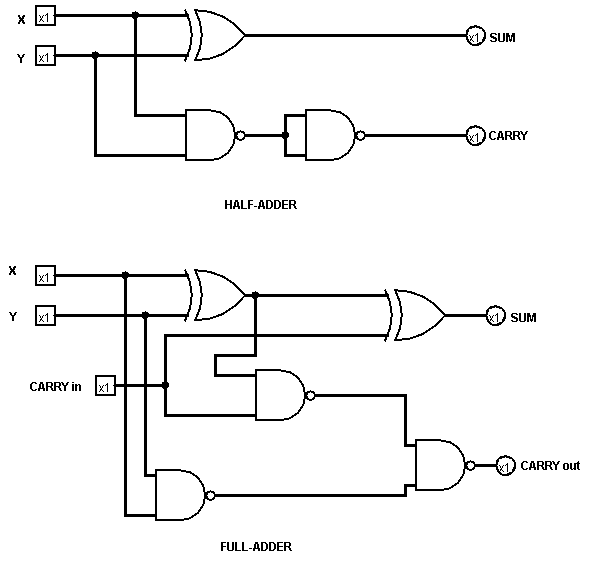 X x1
x1 SUM
Y x1
x1 CARRY
HALF-ADDER
X x1
Y x1
x1 SUM
CARRY in x1
x1 CARRY out
FULL-ADDER